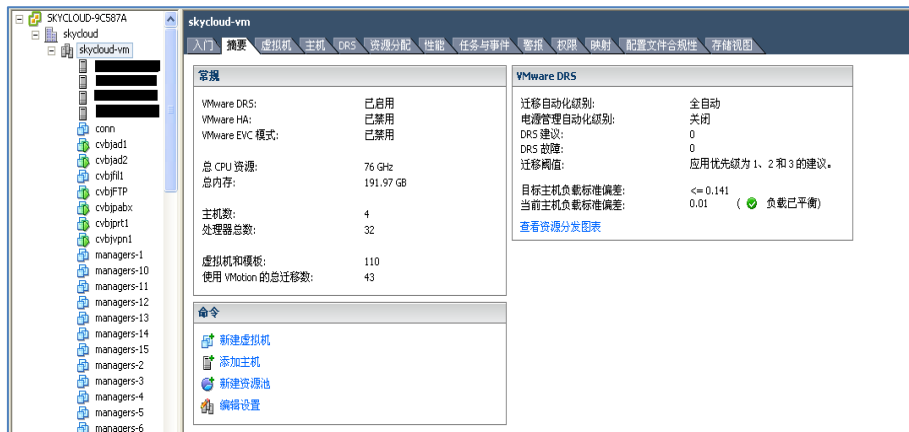 SKYCLOUD-9C587A
skycloud
skycloud-vm
conn
cvbjad1
cvbjad2
cvbjfil1
cvbjFTP
cvbjpabx
cvbjprt1
cvbjvpn1
managers-1
managers-10
managers-11
managers-12
managers-13
managers-14
managers-15
managers-2
managers-3
managers-4
managers-5
managers-6
skycloud-vm
入门 摘要 虚拟机 主机 DRS 资源分配 性能 任务与事件 警报 权限 映射 配置文件合规性 存储视图
常规
VMware DRS: 已启用
VMware HA: 已禁用
VMware EVC 模式: 已禁用
总 CPU 资源: 76 GHz
总内存: 191.97 GB
主机数: 4
处理器总数: 32
虚拟机和模板: 110
使用 VMotion 的总迁移数: 43
命令
新建虚拟机
添加主机
新建资源池
编辑设置
VMware DRS
迁移自动化级别: 全自动
电源管理自动化级别: 关闭
DRS 建议: 0
DRS 故障: 0
迁移阈值: 应用优先级为 1、2 和 3 的建议。
目标主机负载标准偏差: <= 0.141
当前主机负载标准偏差: 0.01 ( 负载已平衡)
查看资源分发图表